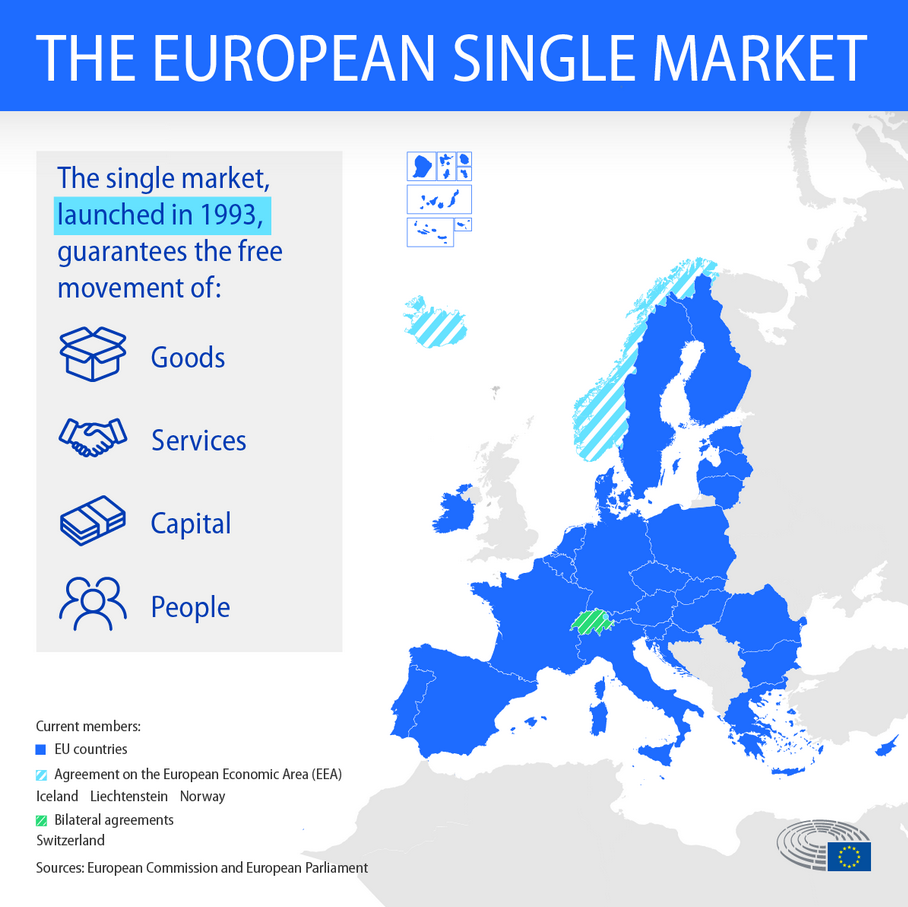 THE EUROPEAN SINGLE MARKET
The single market,
launched in 1993,
guarantees the free
movement of:
Goods
Services
Capital
People
Current members:
EU countries
Agreement on the European Economic Area (EEA)
Iceland Liechtenstein Norway
Bilateral agreements
Switzerland
Sources: European Commission and European Parliament